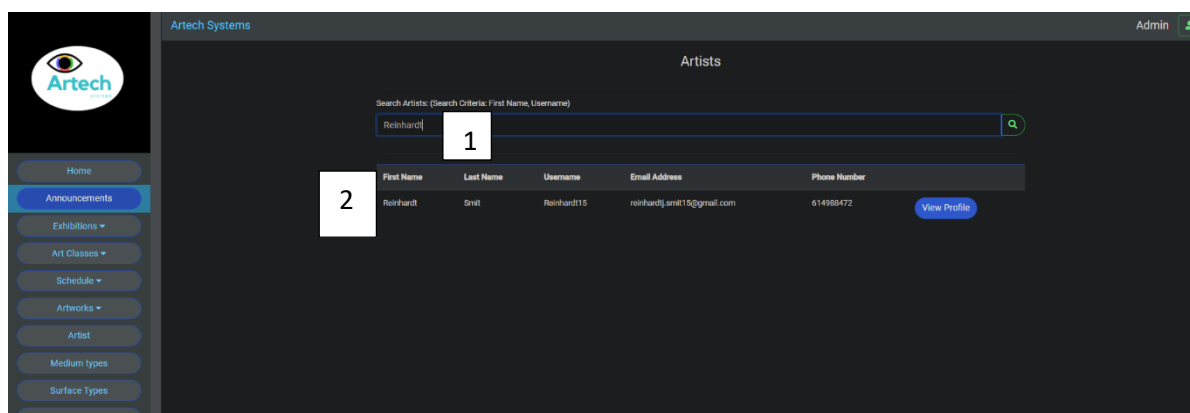 Artech Systems
Admin
Artech
Artists
Search Artists: (Search Criteria: First Name, Username)
Reinhardt
1
First Name Last Name Username Email Address Phone Number
2
Reinhardt Smit Reinhardt15 reinhardtj.smit15@gmail.com 614988472 View Profile
Home
Announcements
Exhibitions
Art Classes
Schedule
Artworks
Artist
Medium types
Surface Types